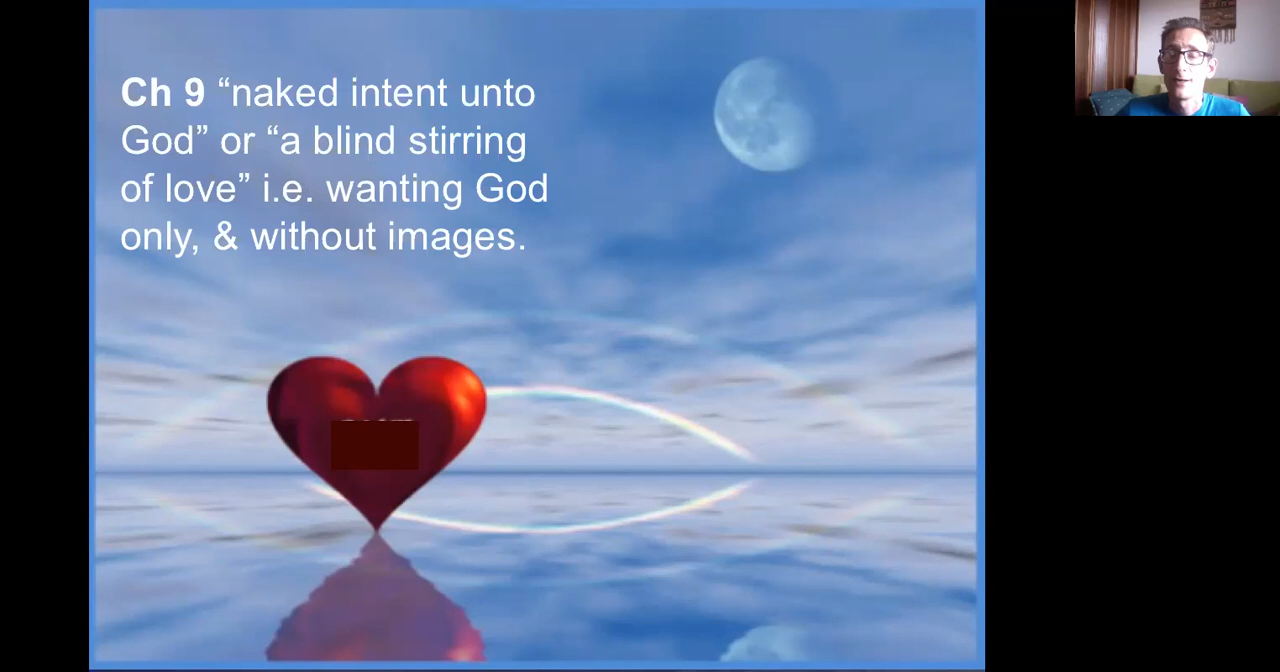 Ch 9 “naked intent unto
God” or “a blind stirring
of love” i.e. wanting God
only, & without images.